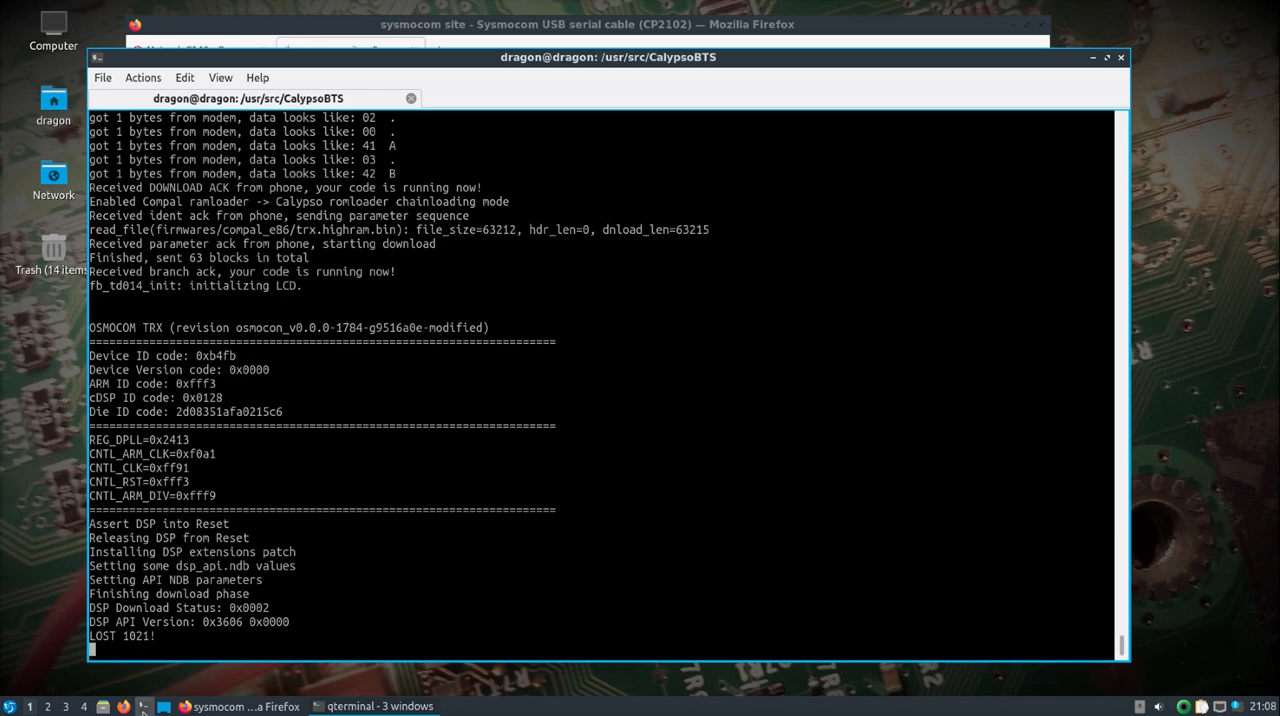 Computer
dragon
Network
Trash (14 items
sysmocom site - Sysmocom USB serial cable (CP2102) — Mozilla Firefox
dragon@dragon: /usr/src/CalypsoBTS
File Actions Edit View Help
dragon@dragon: /usr/src/CalypsoBTS
got 1 bytes from modem, data looks like: 02  .
got 1 bytes from modem, data looks like: 00  .
got 1 bytes from modem, data looks like: 41  A
got 1 bytes from modem, data looks like: 03  .
got 1 bytes from modem, data looks like: 42  B
Received DOWNLOAD ACK from phone, your code is running now!
Enabled Compal ramloader -> Calypso romloader chainloading mode
Received ident ack from phone, sending parameter sequence
read_file(firmwares/compal_e86/trx.highram.bin): file_size=63212, hdr_len=0, dnload_len=63215
Received parameter ack from phone, starting download
Finished, sent 63 blocks in total
Received branch ack, your code is running now!
fb_td014_init: initializing LCD.
OSMOCOM TRX (revision osmocon_v0.0.0-1784-g9516a0e-modified)
======================================================================
Device ID code: 0xb4fb
Device Version code: 0x0000
ARM ID code: 0xfff3
cDSP ID code: 0x0128
Die ID code: 2d08351afa0215c6
======================================================================
REG_DPLL=0x2413
CNTL_ARM_CLK=0xf0a1
CNTL_CLK=0xff91
CNTL_RST=0xfff3
CNTL_ARM_DIV=0xfff9
======================================================================
Assert DSP into Reset
Releasing DSP from Reset
Installing DSP extensions patch
Setting some dsp_api.ndb values
Setting API NDB parameters
Finishing download phase
DSP Download Status: 0x0002
DSP API Version: 0x3606 0x0000
LOST 1021!
1 2 3 4 sysmocom ...a Firefox qterminal - 3 windows 21:08